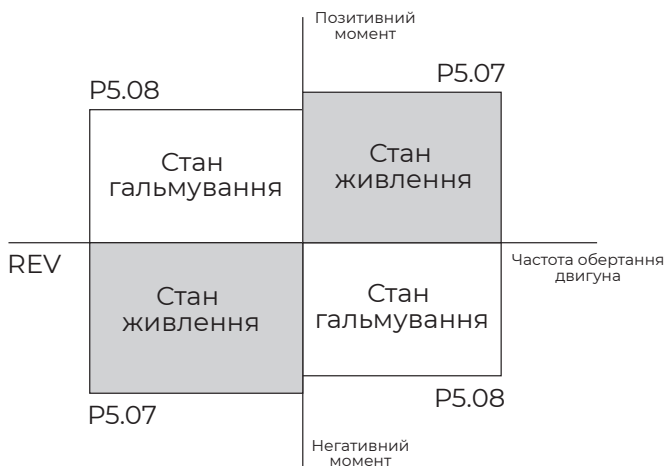 Позитивний
момент
P5.08
P5.07
Стан
гальмування
Стан
живлення
REV
Частота обертання
двигуна
Стан
живлення
Стан
гальмування
P5.07
P5.08
Негативний
момент